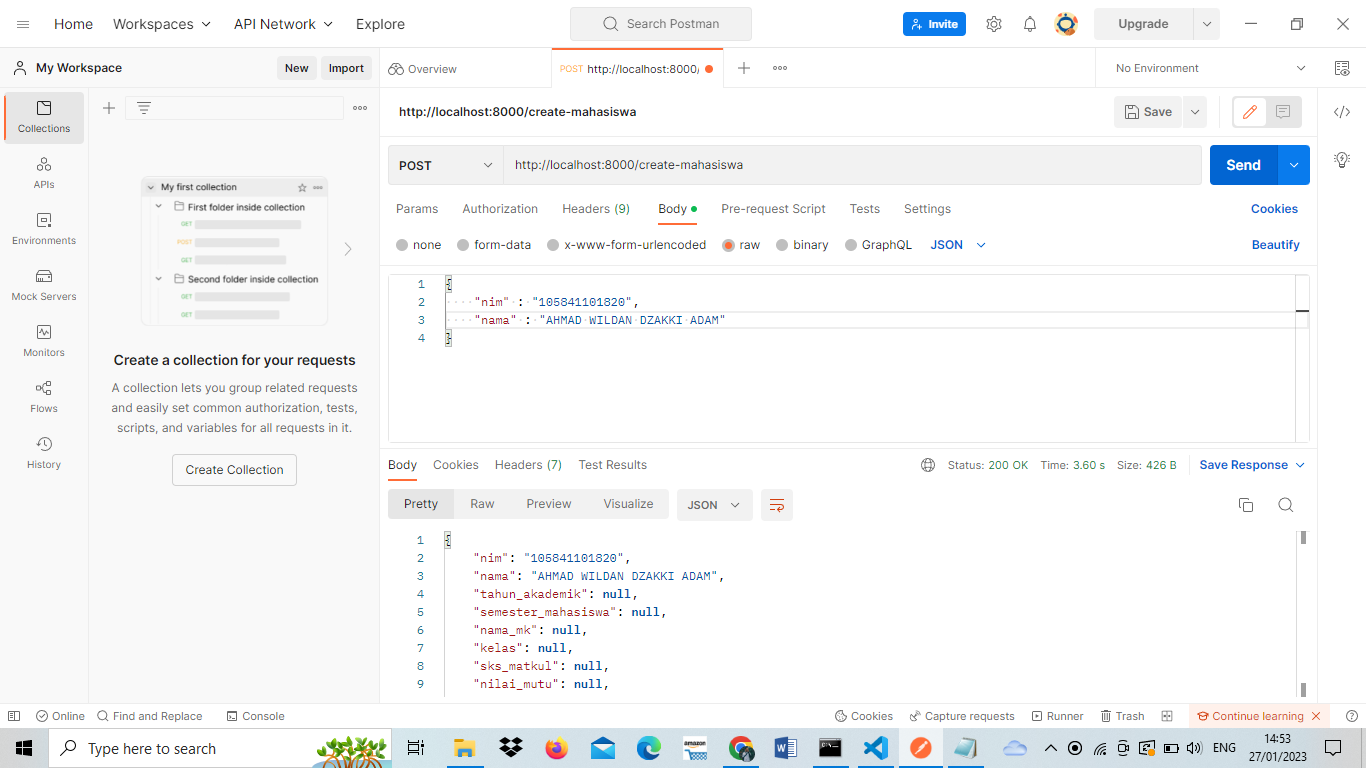 Home Workspaces API Network Explore Search Postman Invite Upgrade
My Workspace New Import Overview POST http://localhost:8000/ No Environment
http://localhost:8000/create-mahasiswa Save
POST http://localhost:8000/create-mahasiswa Send
Params Authorization Headers (9) Body Pre-request Script Tests Settings Cookies
none form-data x-www-form-urlencoded raw binary GraphQL JSON Beautify
1 {
2 "nim" : "105841101820",
3 "nama" : "AHMAD WILDAN DZAKKI ADAM"
4 }
Collections
APIs
Environments
Mock Servers
Monitors
Flows
History
My first collection
First folder inside collection
GET
POST
GET
Second folder inside collection
GET
GET
Create a collection for your requests
A collection lets you group related requests
and easily set common authorization, tests,
scripts, and variables for all requests in it.
Create Collection
Body Cookies Headers (7) Test Results Status: 200 OK Time: 3.60 s Size: 426 B Save Response
Pretty Raw Preview Visualize JSON
1 {
2 "nim": "105841101820",
3 "nama": "AHMAD WILDAN DZAKKI ADAM",
4 "tahun_akademik": null,
5 "semester_mahasiswa": null,
6 "nama_mk": null,
7 "kelas": null,
8 "sks_matkul": null,
9 "nilai_mutu": null,
Online Find and Replace Console Cookies Capture requests Runner Trash Continue learning
Type here to search amazon ENG 14:53
27/01/2023